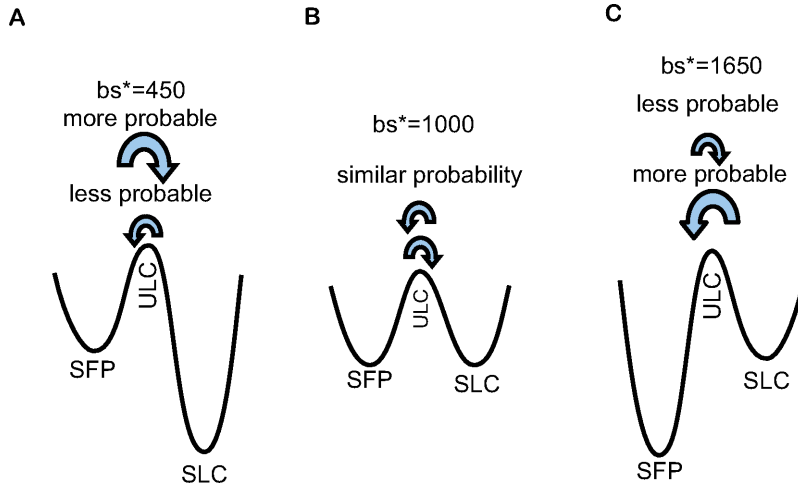 A
bs*=450
more probable
less probable
ULC
SFP
SLC
B
bs*=1000
similar probability
ULC
SFP
SLC
C
bs*=1650
less probable
more probable
ULC
SLC
SFP